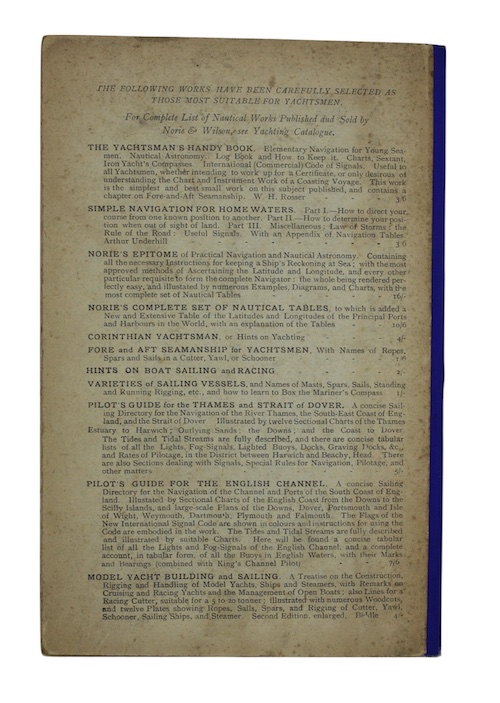 THE FOLLOWING WORKS HAVE BEEN CAREFULLY SELECTED AS
THOSE MOST SUITABLE FOR YACHTSMEN.
For Complete List of Nautical Works Published and Sold by
Norie & Wilson, see Yachting Catalogue.
THE YACHTSMAN'S HANDY BOOK. Elementary Navigation for Young Sea-
men. Nautical Astronomy. Log Book and How to Keep it. Charts, Sextant,
Iron Yacht's Compasses. International (Commercial) Code of Signals. Useful to
all Yachtsmen, whether intending to work up for a Certificate, or only desirous of
understanding the Chart and Instrument Work of a Coasting Voyage. This work
is the simplest and best small work on this subject published, and contains a
chapter on Fore-and-Aft Seamanship. W. H. Rosser 3/6
SIMPLE NAVIGATION FOR HOME WATERS. Part I.—How to direct your
course from one known position to another. Part II.—How to determine your posi-
tion when out of sight of land. Part III. Miscellaneous; Law of Storms: the
Rule of the Road: Useful Signals. With an Appendix of Navigation Tables
Arthur Underhill 3/6
NORIE'S EPITOME of Practical Navigation and Nautical Astronomy. Containing
all the necessary Instructions for keeping a Ship's Reckoning at Sea; with the most
approved methods of Ascertaining the Latitude and Longitude, and every other
particular requisite to form the complete Navigator: the whole being rendered per-
fectly easy, and illustrated by numerous Examples, Diagrams, and Charts, with the
most complete set of Nautical Tables 16/-
NORIE'S COMPLETE SET OF NAUTICAL TABLES, to which is added a
New and Extensive Table of the Latitudes and Longitudes of the Principal Ports
and Harbours in the World, with an explanation of the Tables 10/6
CORINTHIAN YACHTSMAN, or Hints on Yachting
FORE and AFT SEAMANSHIP for YACHTSMEN, With Names of Ropes,
Spars and Sails in a Cutter, Yawl, or Schooner
HINTS ON BOAT SAILING and RACING 2/-
VARIETIES of SAILING VESSELS, and Names of Masts, Spars, Sails, Standing
and Running Rigging, etc., and how to learn to Box the Mariner's Compass 1/-
PILOT'S GUIDE for the THAMES and STRAIT of DOVER. A concise Sail-
ing Directory for the Navigation of the River Thames, the South-East Coast of Eng-
land, and the Strait of Dover Illustrated by twelve Sectional Charts of the Thames
Estuary to Harwich; Outlying Sands: the Downs; and the Coast to Dover.
The Tides and Tidal Streams are fully described, and there are concise tabular
lists of all the Lights, Fog-Signals, Lighted Buoys, Docks, Graving Docks, &c.,
and Rates of Pilotage, in the District between Harwich and Beachy Head. There
are also Sections dealing with Signals, Special Rules for Navigation, Pilotage, and
other matters 5/-
PILOT'S GUIDE FOR THE ENGLISH CHANNEL. A concise Sailing
Directory for the Navigation of the Channel and Ports of the South Coast of Eng-
land. Illustrated by Sectional Charts of the English Coast from the Downs to the
Scilly Islands, and large-scale Plans of the Downs, Dover, Portsmouth and Isle
of Wight, Weymouth, Dartmouth, Plymouth and Falmouth. The Flags of the
New International Signal Code are shown in colours and instructions for using the
Code are embodied in the work. The Tides and Tidal Streams are fully described
and illustrated by suitable Charts. Here will be found a concise tabular
list of all the Lights and Fog-Signals of the English Channel, and a complete
account, in tabular form, of all the Buoys in English Waters, with their Marks
and Bearings (combined with King's Channel Pilot) 7/6
MODEL YACHT BUILDING and SAILING. A Treatise on the Construction,
Rigging and Handling of Model Yachts, Ships and Steamers, with Remarks on
Cruising and Racing Yachts and the Management of Open Boats; also Lines for a
Racing Cutter, suitable for a 5 to 20 tonner; illustrated with numerous Woodcuts,
and twelve Plates showing Ropes, Sails, Spars, and Rigging of Cutter, Yawl,
Schooner, Sailing Ships, and Steamer Second Edition, enlarged. Biddle